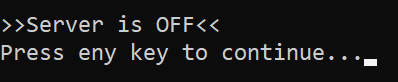 >>Server is OFF<<
Press eny key to continue...